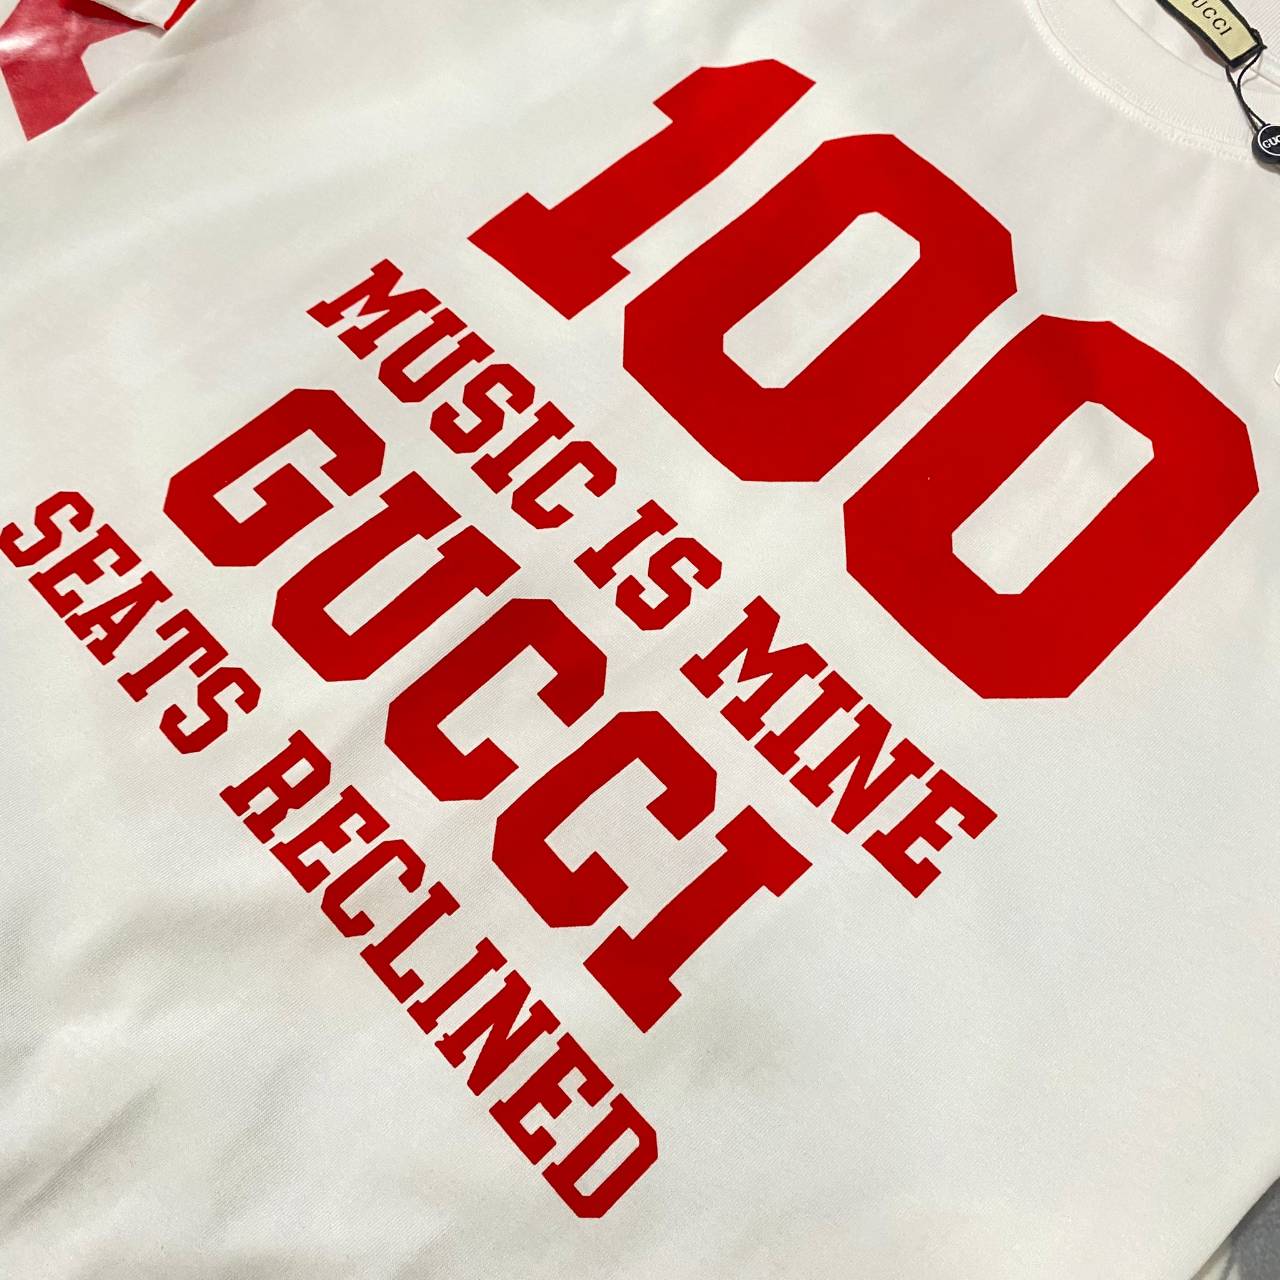 100
MUSIC IS MINE
GUCCI
SEATS RECLINED